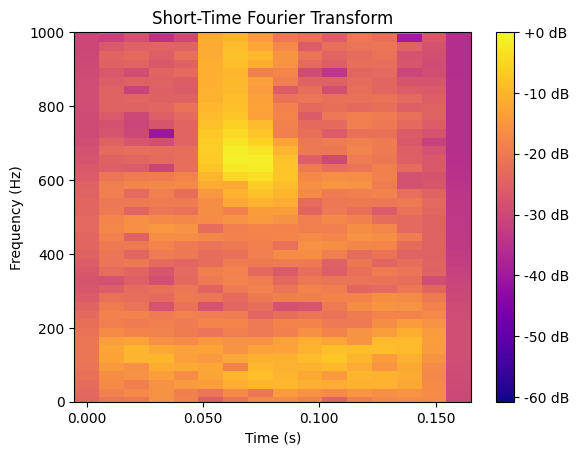 Short-Time Fourier Transform
1000
800
600
400
200
0
Frequency (Hz)
0.000
0.050
0.100
0.150
Time (s)
+0 dB
-10 dB
-20 dB
-30 dB
-40 dB
-50 dB
-60 dB